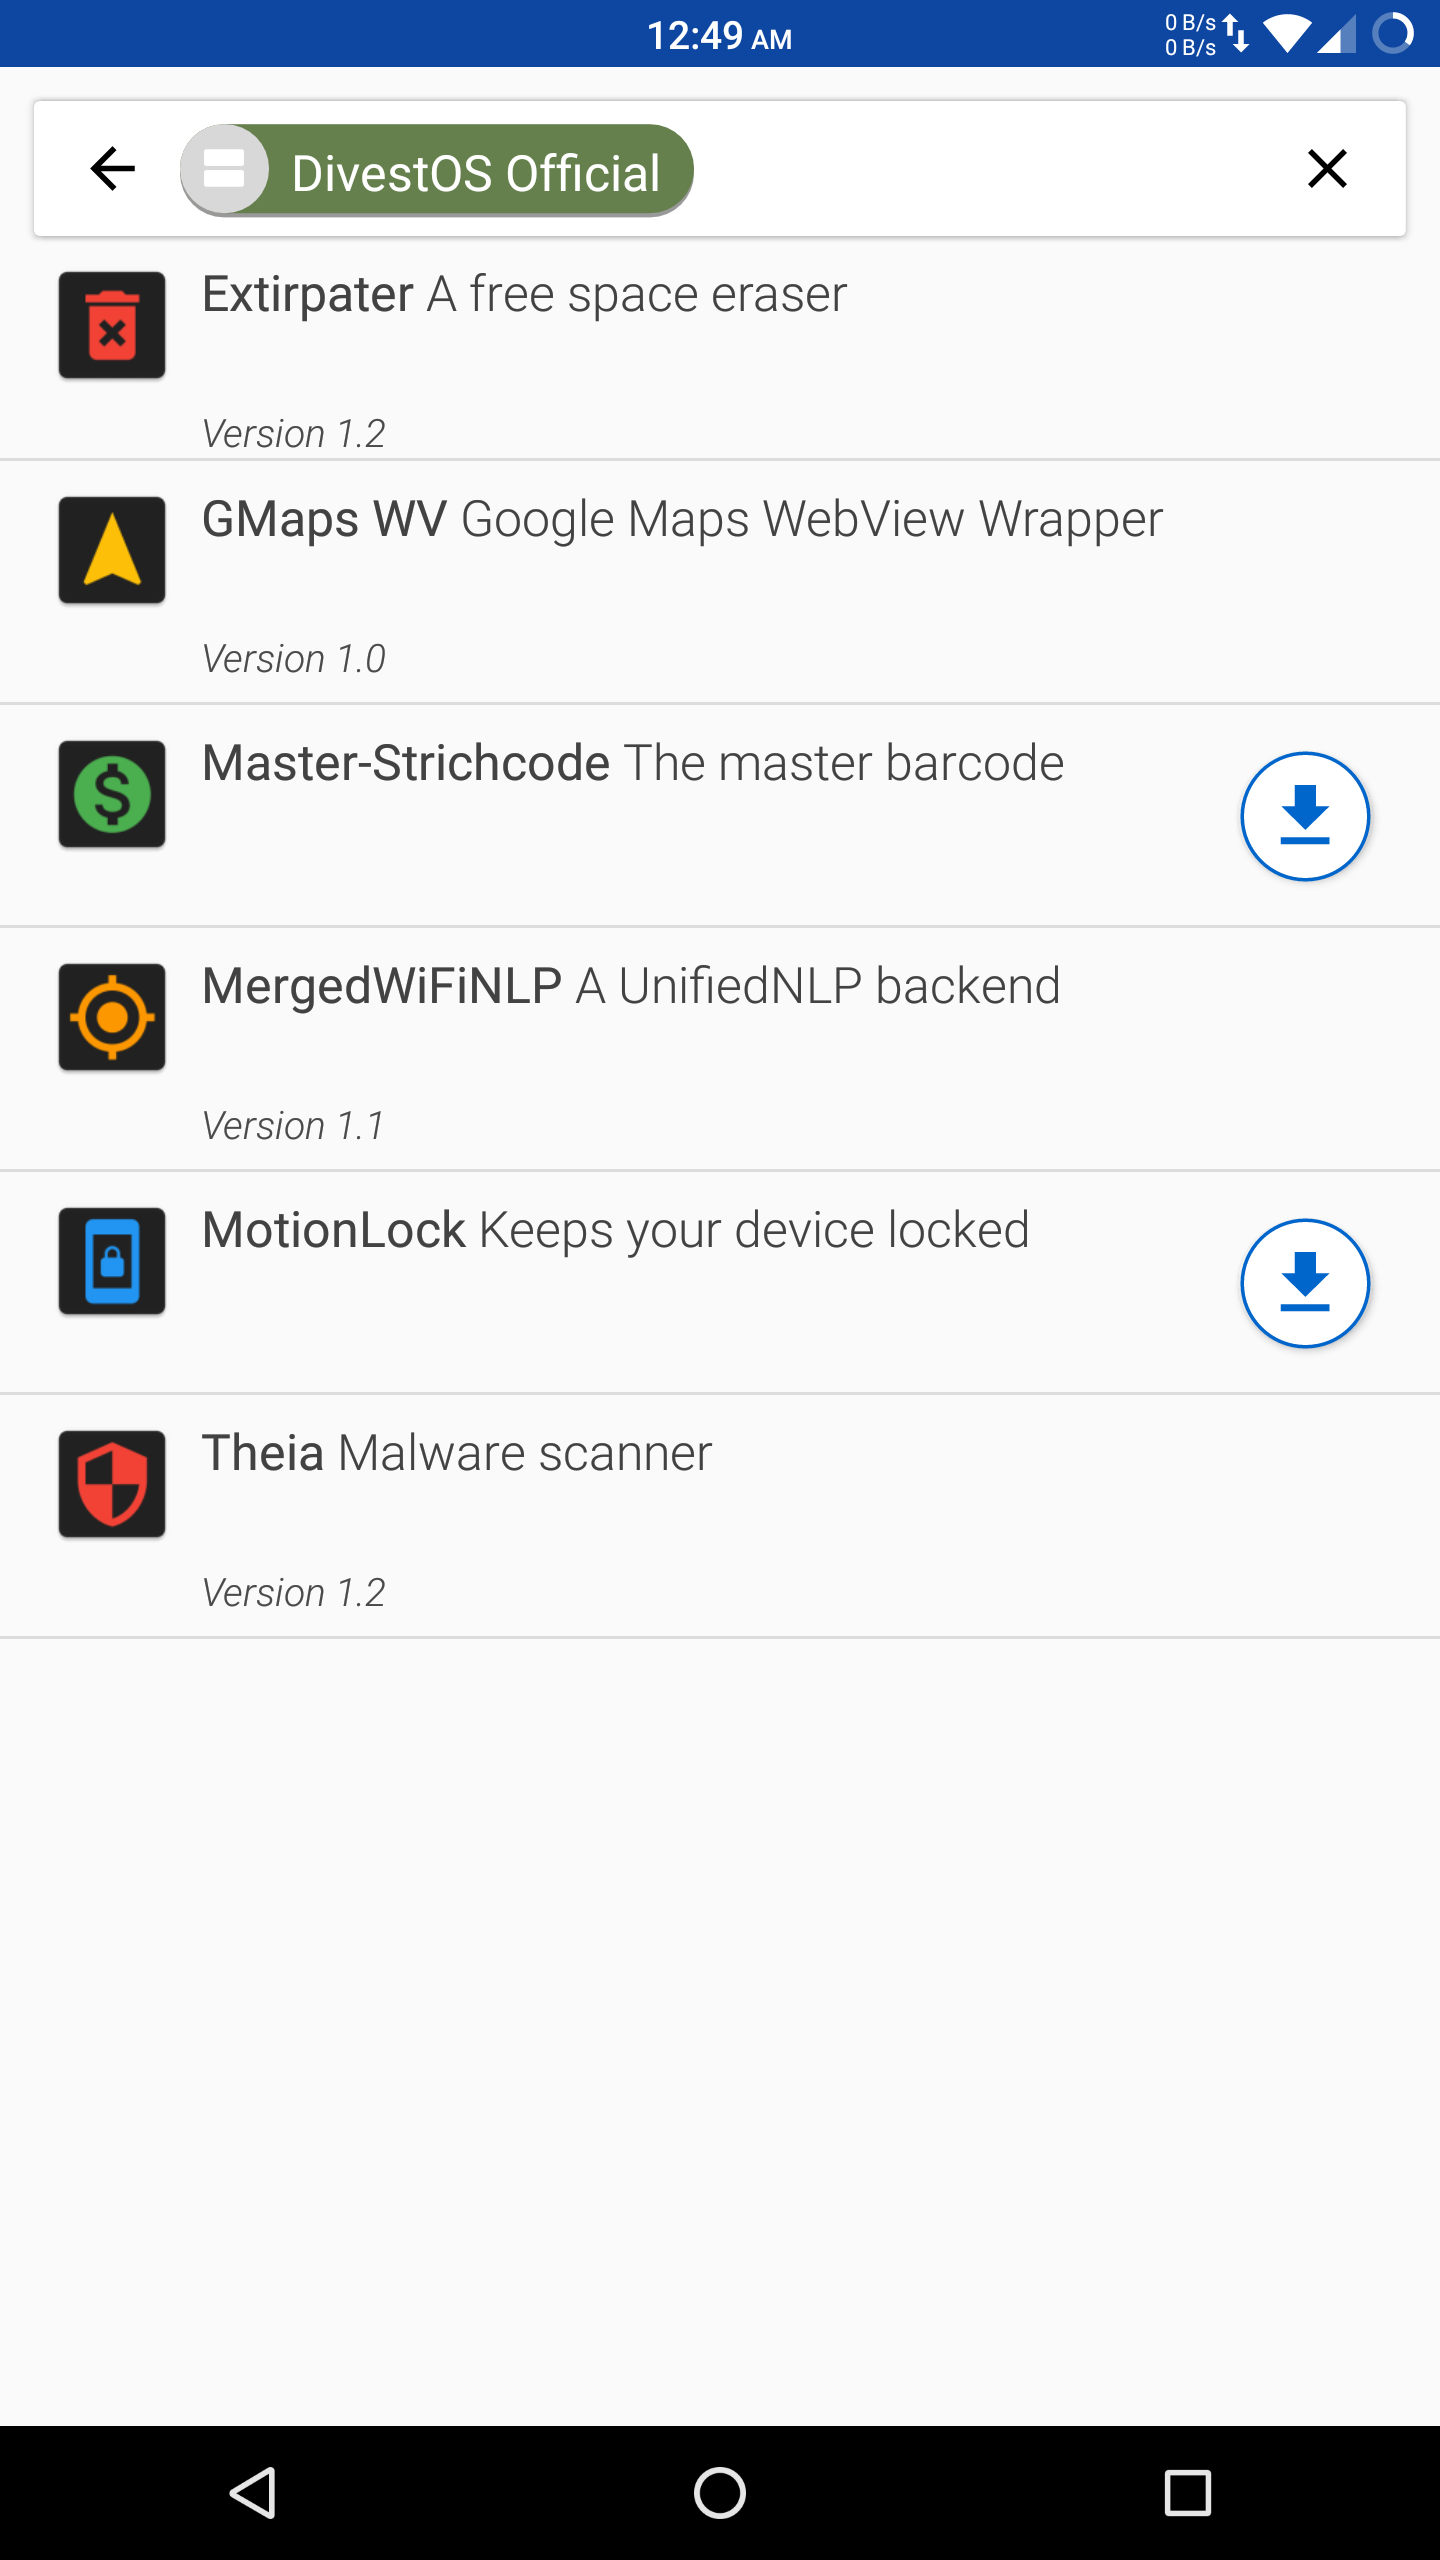 12:49 AM
0 B/s
0 B/s
DivestOS Official
Extirpater A free space eraser
Version 1.2
GMaps WV Google Maps WebView Wrapper
Version 1.0
Master-Strichcode The master barcode
MergedWiFiNLP A UnifiedNLP backend
Version 1.1
MotionLock Keeps your device locked
Theia Malware scanner
Version 1.2